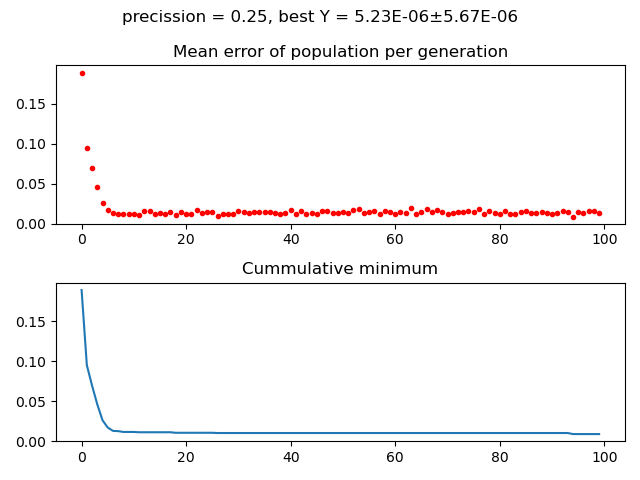 precission = 0.25, best Y = 5.23E-06±5.67E-06
Mean error of population per generation
0.15
0.10
0.05
0.00
0 20 40 60 80 100
Cummulative minimum
0.15
0.10
0.05
0.00
0 20 40 60 80 100